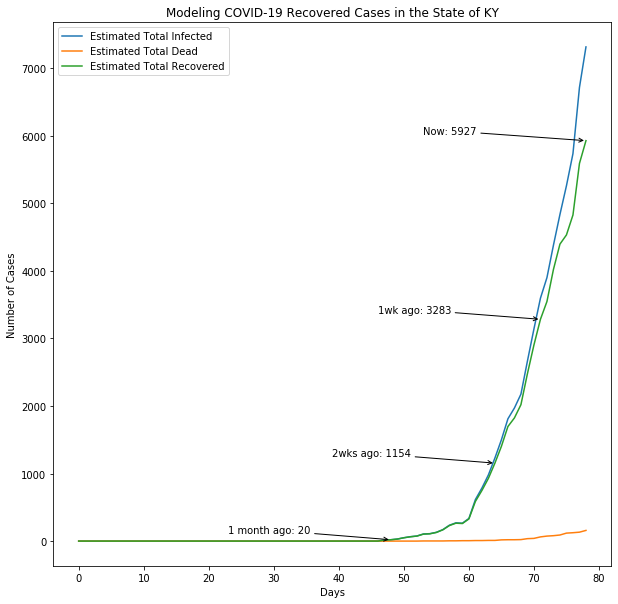 Modeling COVID-19 Recovered Cases in the State of KY
Estimated Total Infected
Estimated Total Dead
Estimated Total Recovered
7000
6000
5000
4000
3000
2000
1000
0
Number of Cases
Now: 5927
1wk ago: 3283
2wks ago: 1154
1 month ago: 20
0 10 20 30 40 50 60 70 80
Days